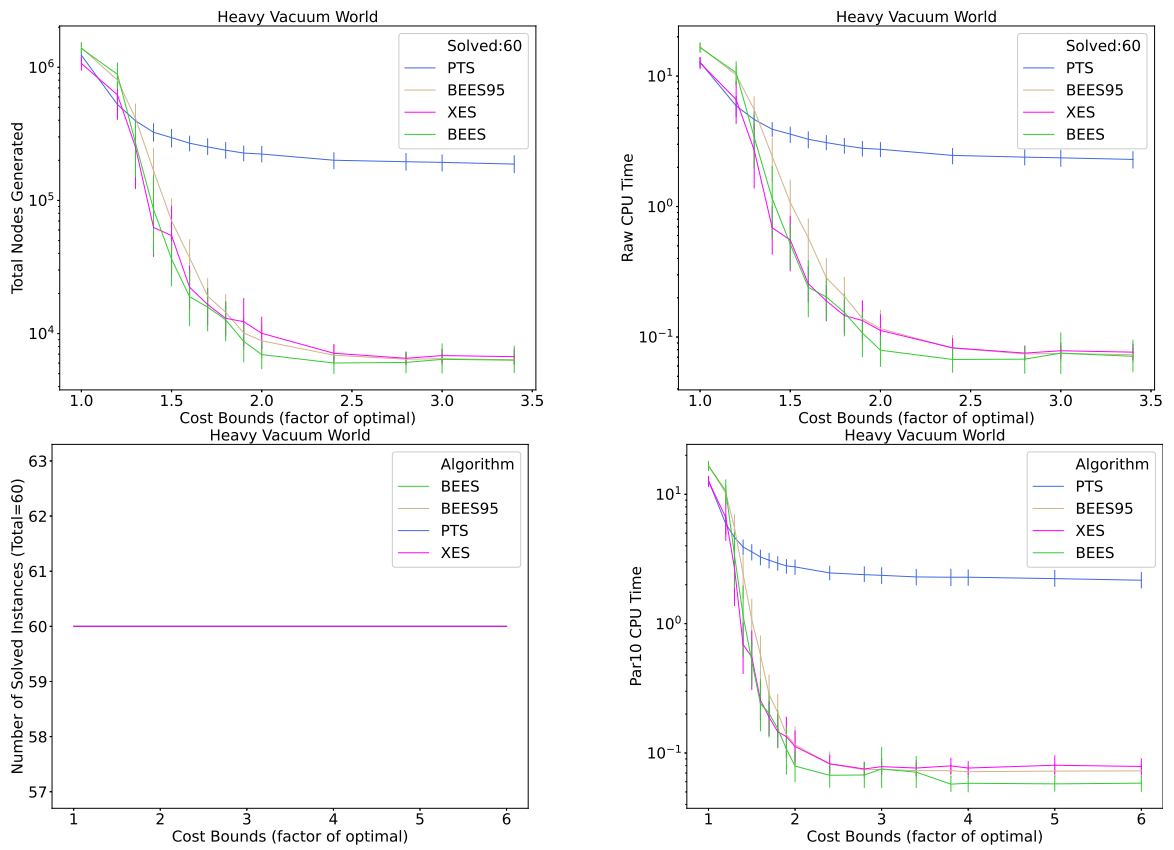 Heavy Vacuum World
Total Nodes Generated
10^6
10^5
10^4
Solved:60
PTS
BEES95
XES
BEES
1.0 1.5 2.0 2.5 3.0 3.5
Cost Bounds (factor of optimal)
Heavy Vacuum World
Raw CPU Time
10^1
10^0
10^−1
Solved:60
PTS
BEES95
XES
BEES
1.0 1.5 2.0 2.5 3.0 3.5
Cost Bounds (factor of optimal)
Heavy Vacuum World
Number of Solved Instances (Total=60)
63
62
61
60
59
58
57
Algorithm
BEES
BEES95
PTS
XES
1 2 3 4 5 6
Cost Bounds (factor of optimal)
Heavy Vacuum World
Par10 CPU Time
10^1
10^0
10^−1
Algorithm
PTS
BEES95
XES
BEES
1 2 3 4 5 6
Cost Bounds (factor of optimal)